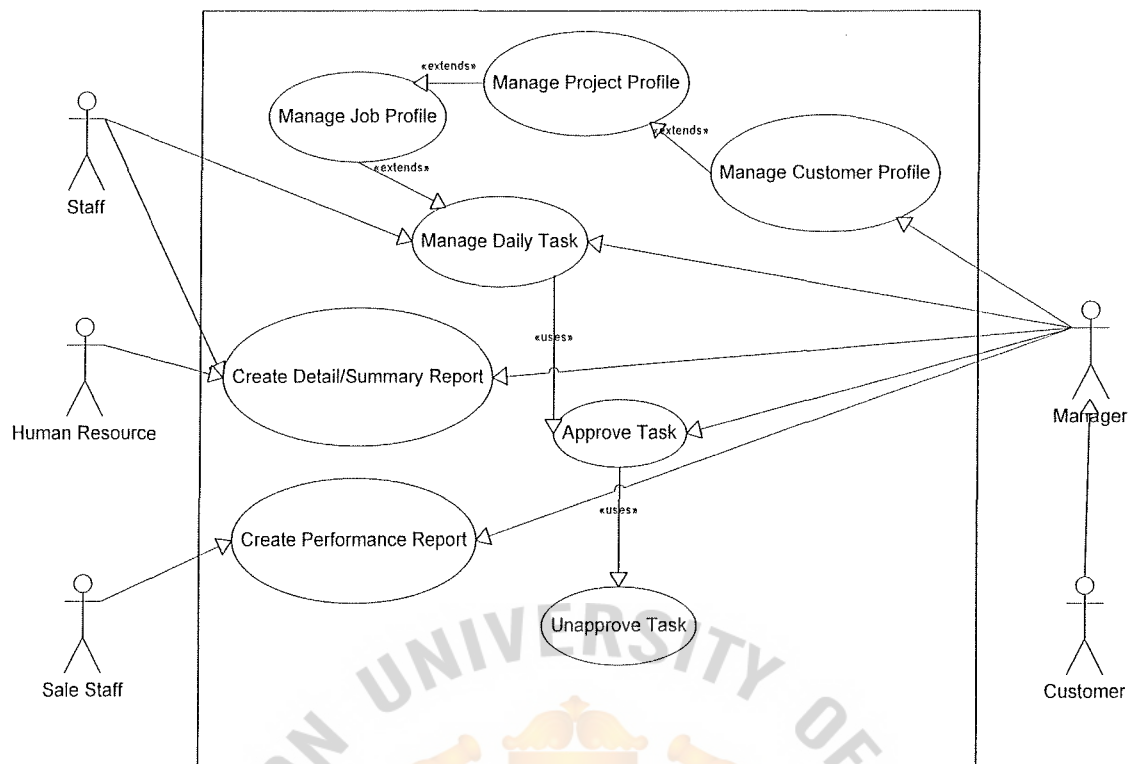 «extends»
Manage Project Profile
Manage Job Profile
«extends»
Manage Customer Profile
«extends»
Staff
Manage Daily Task
«uses»
Create Detail/Summary Report
Human Resource
Manager
Approve Task
«uses»
Create Performance Report
Unapprove Task
Sale Staff
Customer
UNIVERSITY OF